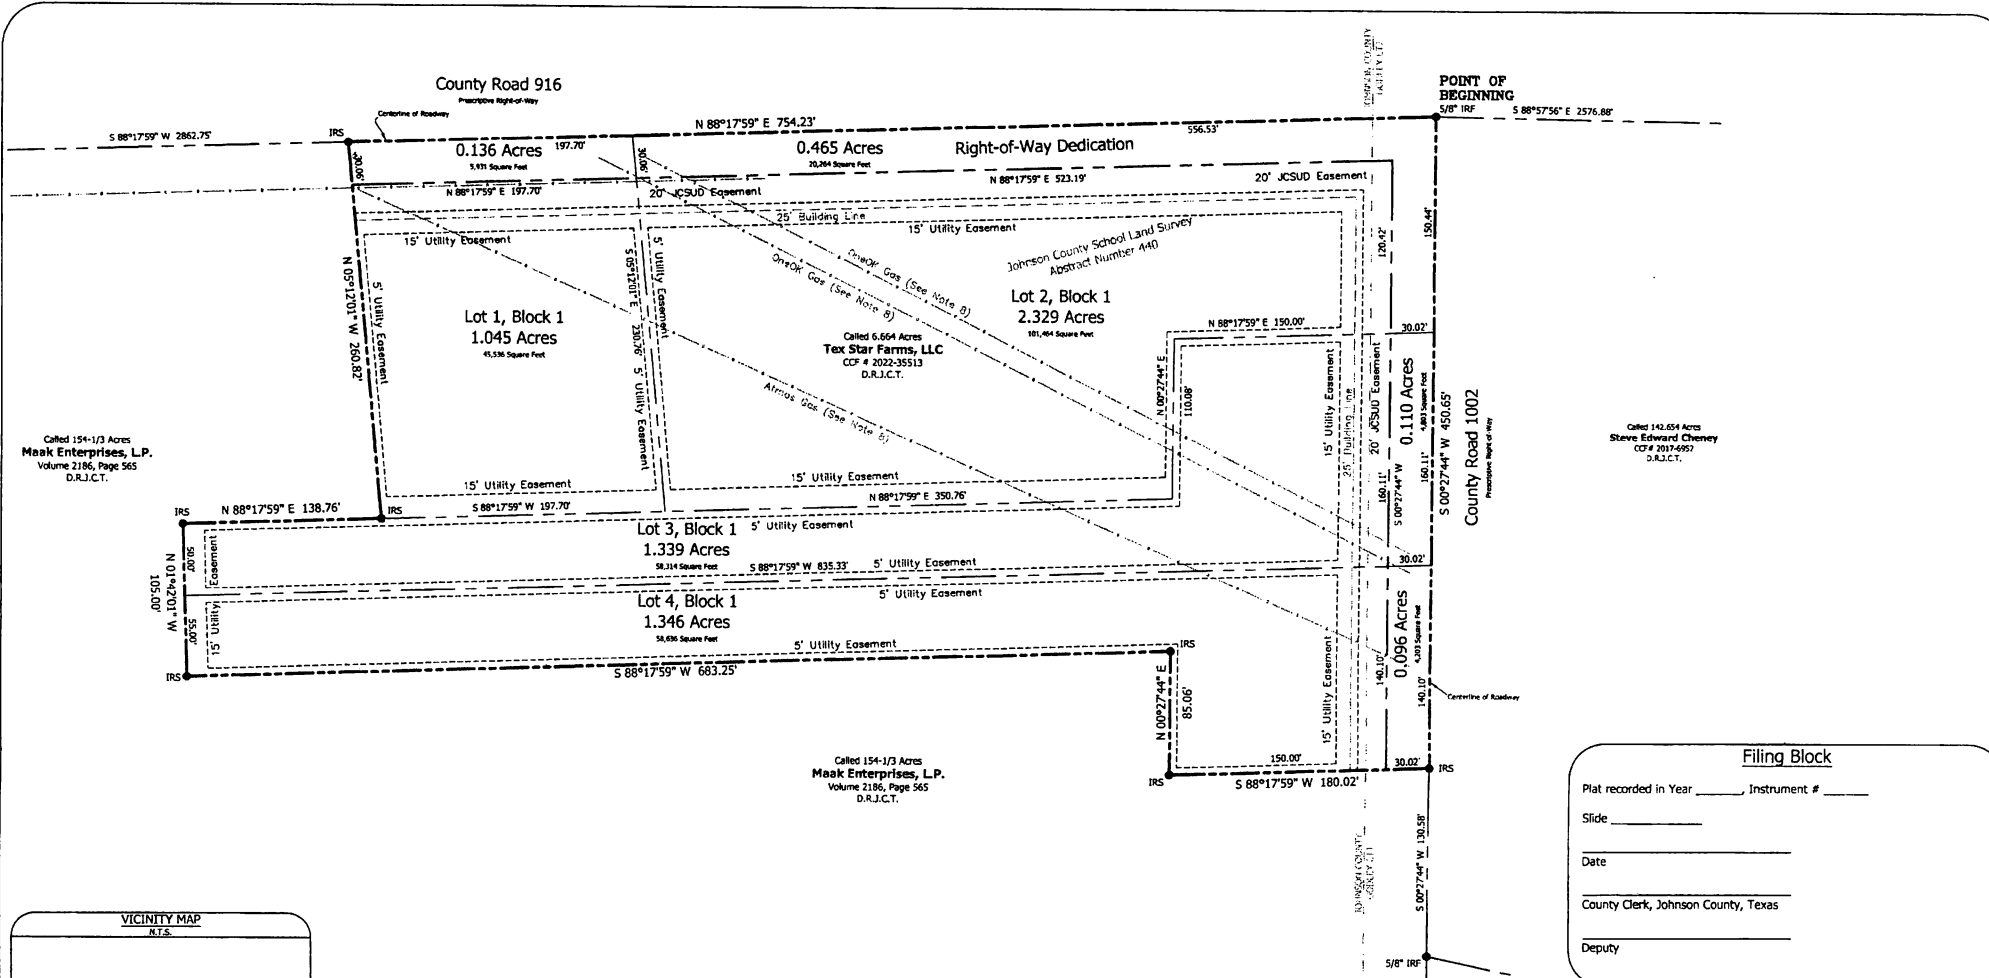 County Road 916
Prescriptive Right-of-Way
Centerline of Roadway
S 88°17'59" W 2862.75'
IRS
N 88°17'59" E 754.23'
556.53'
POINT OF
BEGINNING
5/8" IRF
S 88°57'56" E 2576.88'
JOHNSON COUNTY
30.06'
0.136 Acres
5,931 Square Feet
197.70'
30.06'
0.465 Acres
20,264 Square Feet
Right-of-Way Dedication
N 88°17'59" E 197.70'
20' JCSUD Easement
N 88°17'59" E 523.19'
20' JCSUD Easement
25' Building Line
15' Utility Easement
15' Utility Easement
Johnson County School Land Survey
Abstract Number 440
120.42'
150.44'
N 05°12'01" W 260.82'
5' Utility Easement
S 05°12'01" E 230.76'
5' Utility Easement
5' Utility Easement
OneOK Gas (See Note 8)
OneOK Gas (See Note 8)
Atmos Gas (See Note 8)
Lot 1, Block 1
1.045 Acres
45,536 Square Feet
Called 6.664 Acres
Tex Star Farms, LLC
CCF # 2022-35513
D.R.J.C.T.
Lot 2, Block 1
2.329 Acres
101,464 Square Feet
N 88°17'59" E 150.00'
30.02'
N 00°27'44" E
110.08'
15' Utility Easement
25' Building Line
20' JCSUD Easement
0.110 Acres
4,803 Square Feet
160.11'
S 00°27'44" W
160.11'
S 00°27'44" W 450.65'
County Road 1002
Prescriptive Right-of-Way
Called 142.654 Acres
Steve Edward Cheney
CCF# 2017-6957
D.R.J.C.T.
Called 154-1/3 Acres
Maak Enterprises, L.P.
Volume 2186, Page 565
D.R.J.C.T.
15' Utility Easement
15' Utility Easement
IRS
N 88°17'59" E 138.76'
IRS
S 88°17'59" W 197.70'
N 88°17'59" E 350.76'
Lot 3, Block 1
1.339 Acres
58,314 Square Feet
5' Utility Easement
S 88°17'59" W 835.33'
5' Utility Easement
30.02'
50.00'
N 01°42'01" W
105.00'
55.00'
15' Utility Easement
5' Utility Easement
Lot 4, Block 1
1.346 Acres
58,636 Square Feet
5' Utility Easement
IRS
S 88°17'59" W 683.25'
IRS
N 00°27'44" E
85.06'
15' Utility Easement
140.10'
0.096 Acres
4,203 Square Feet
140.10'
Centerline of Roadway
150.00'
30.02'
IRS
S 88°17'59" W 180.02'
IRS
Called 154-1/3 Acres
Maak Enterprises, L.P.
Volume 2186, Page 565
D.R.J.C.T.
JOHNSON COUNTY
S 00°27'44" W 130.58'
5/8" IRF
Filing Block
Plat recorded in Year ______, Instrument # ______
Slide ____________
Date
County Clerk, Johnson County, Texas
Deputy
VICINITY MAP
N.T.S.